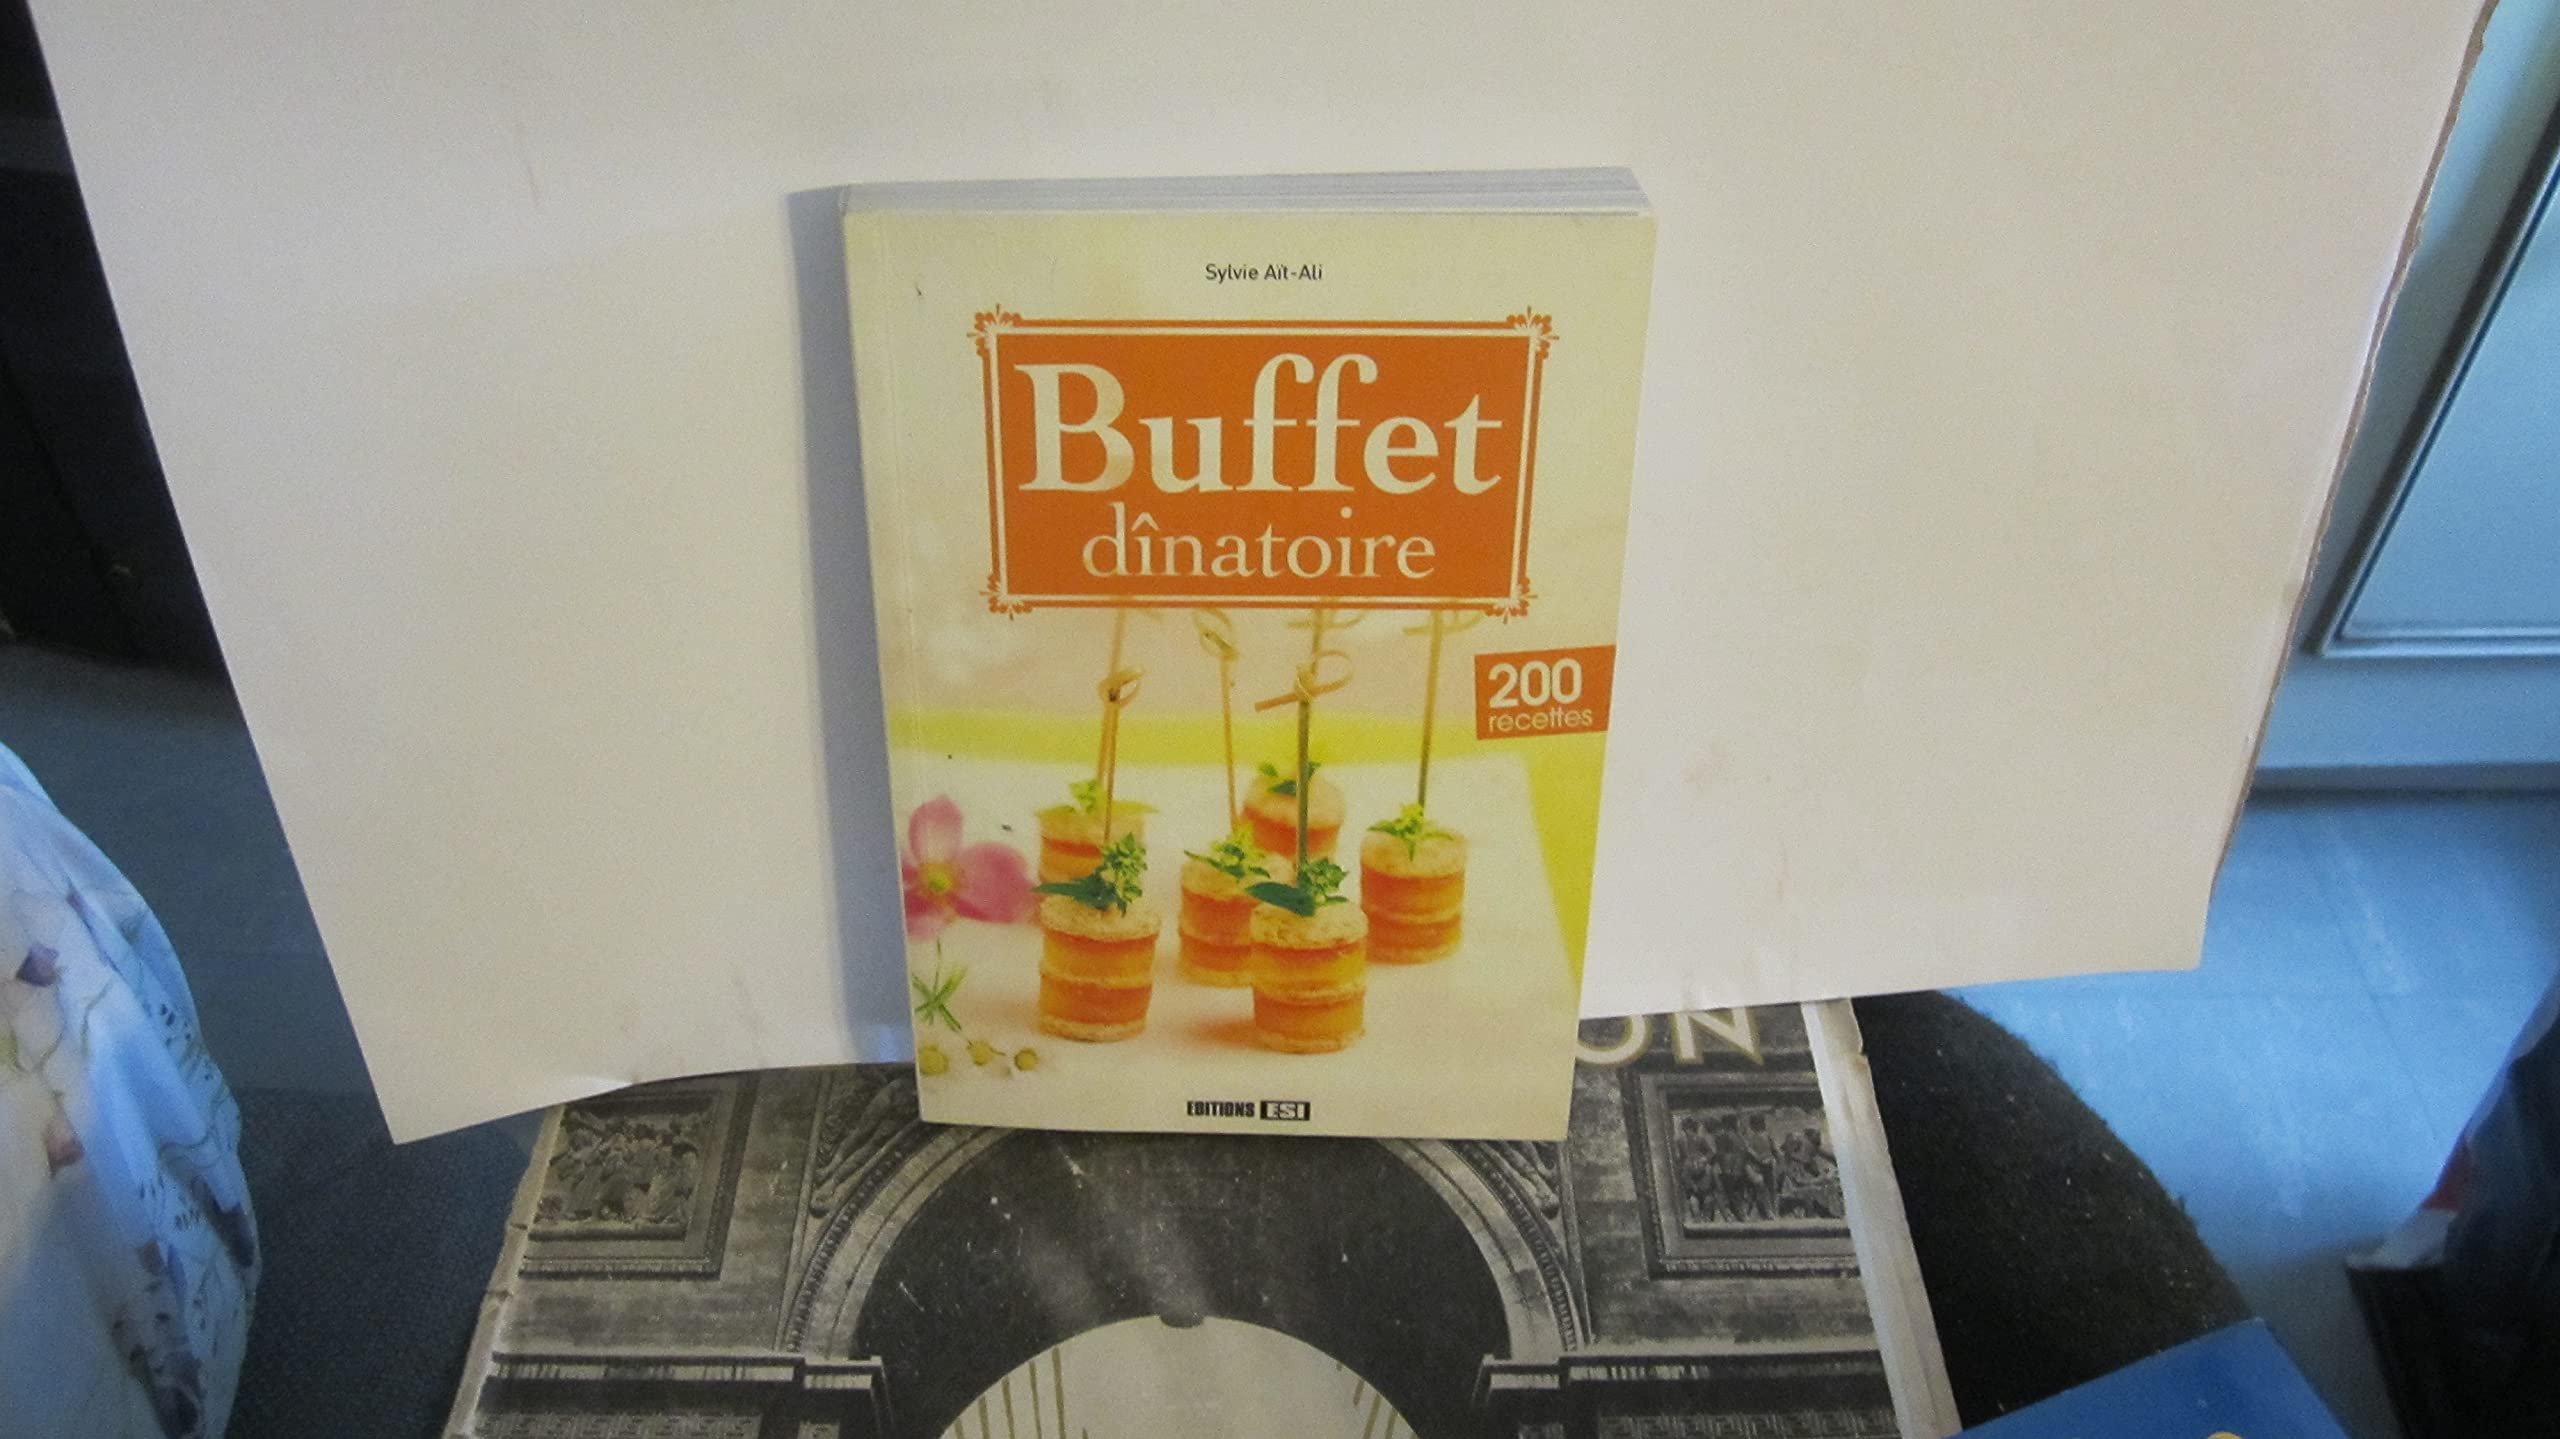 Sylvie Aït-Ali
Buffet
dînatoire
200
recettes
EDITIONS ESI